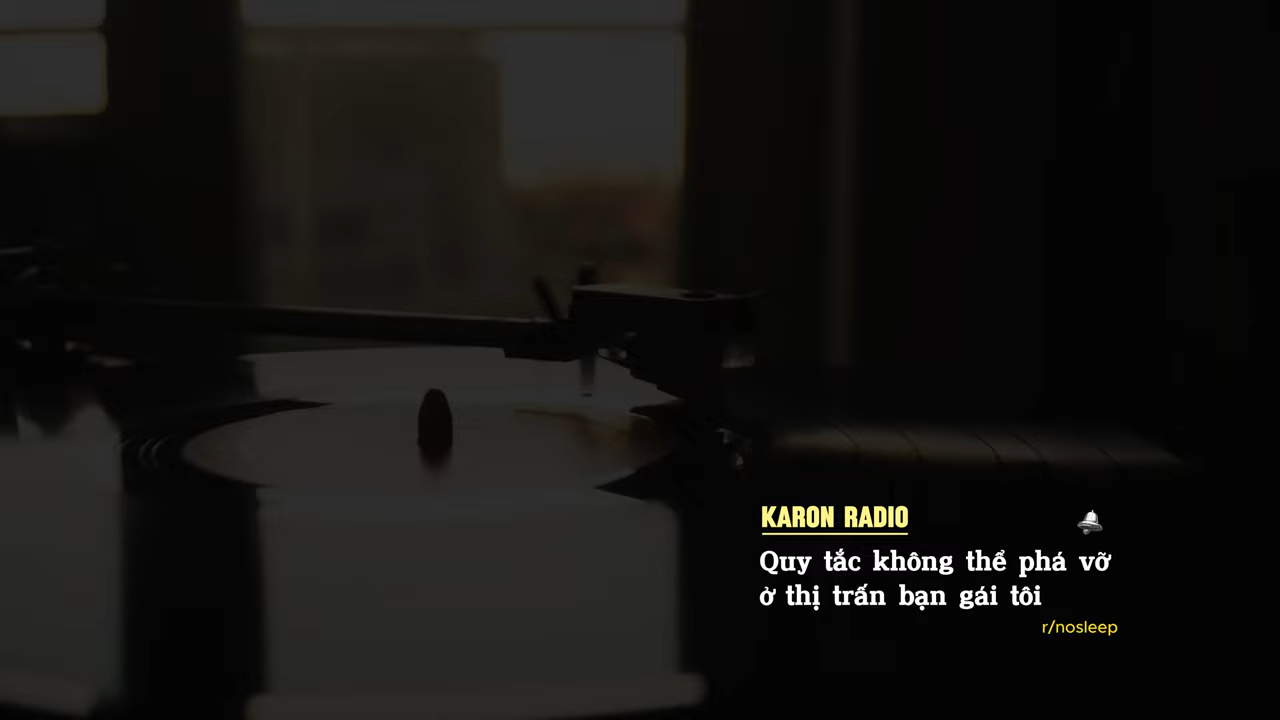 KARON RADIO
Quy tắc không thể phá vỡ
ở thị trấn bạn gái tôi
r/nosleep